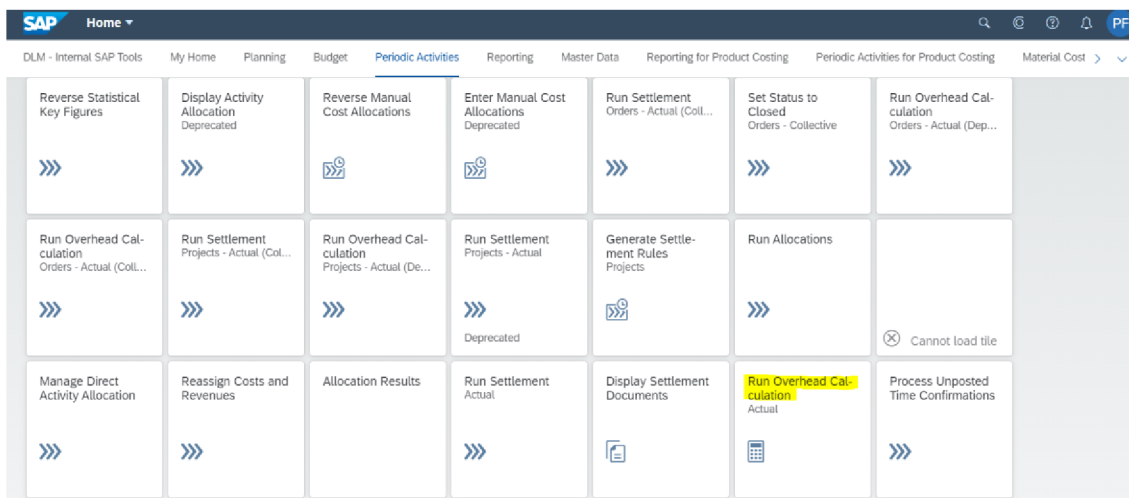 SAP Home
PF
DLM - Internal SAP Tools My Home Planning Budget Periodic Activities Reporting Master Data Reporting for Product Costing Periodic Activities for Product Costing Material Cost
Reverse Statistical
Key Figures
Display Activity
Allocation
Deprecated
Reverse Manual
Cost Allocations
Enter Manual Cost
Allocations
Deprecated
Run Settlement
Orders - Actual (Coll...
Set Status to
Closed
Orders - Collective
Run Overhead Cal-
culation
Orders - Actual (Dep...
Run Overhead Cal-
culation
Orders - Actual (Coll...
Run Settlement
Projects - Actual (Col...
Run Overhead Cal-
culation
Projects - Actual (De...
Run Settlement
Projects - Actual
Deprecated
Generate Settle-
ment Rules
Projects
Run Allocations
Cannot load tile
Manage Direct
Activity Allocation
Reassign Costs and
Revenues
Allocation Results
Run Settlement
Actual
Display Settlement
Documents
Run Overhead Cal-
culation
Actual
Process Unposted
Time Confirmations